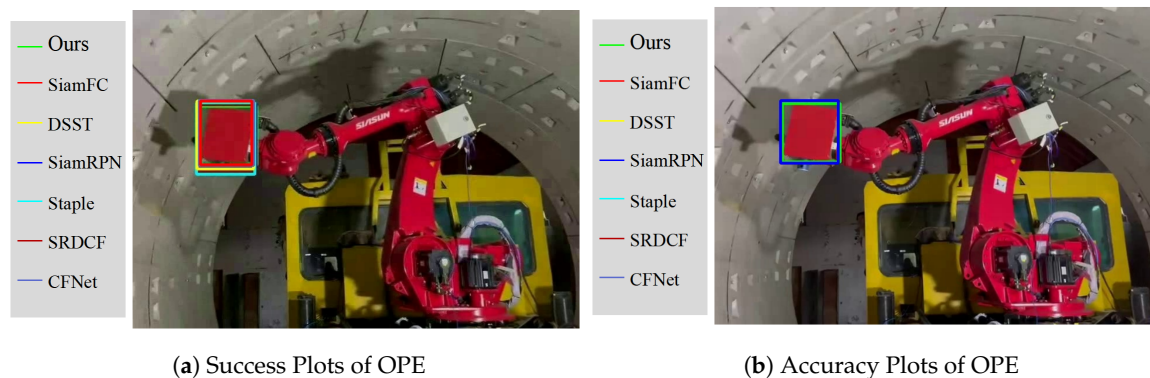 Ours
SiamFC
DSST
SiamRPN
Staple
SRDCF
CFNet
SIASUN
(a) Success Plots of OPE
Ours
SiamFC
DSST
SiamRPN
Staple
SRDCF
CFNet
SIASUN
(b) Accuracy Plots of OPE